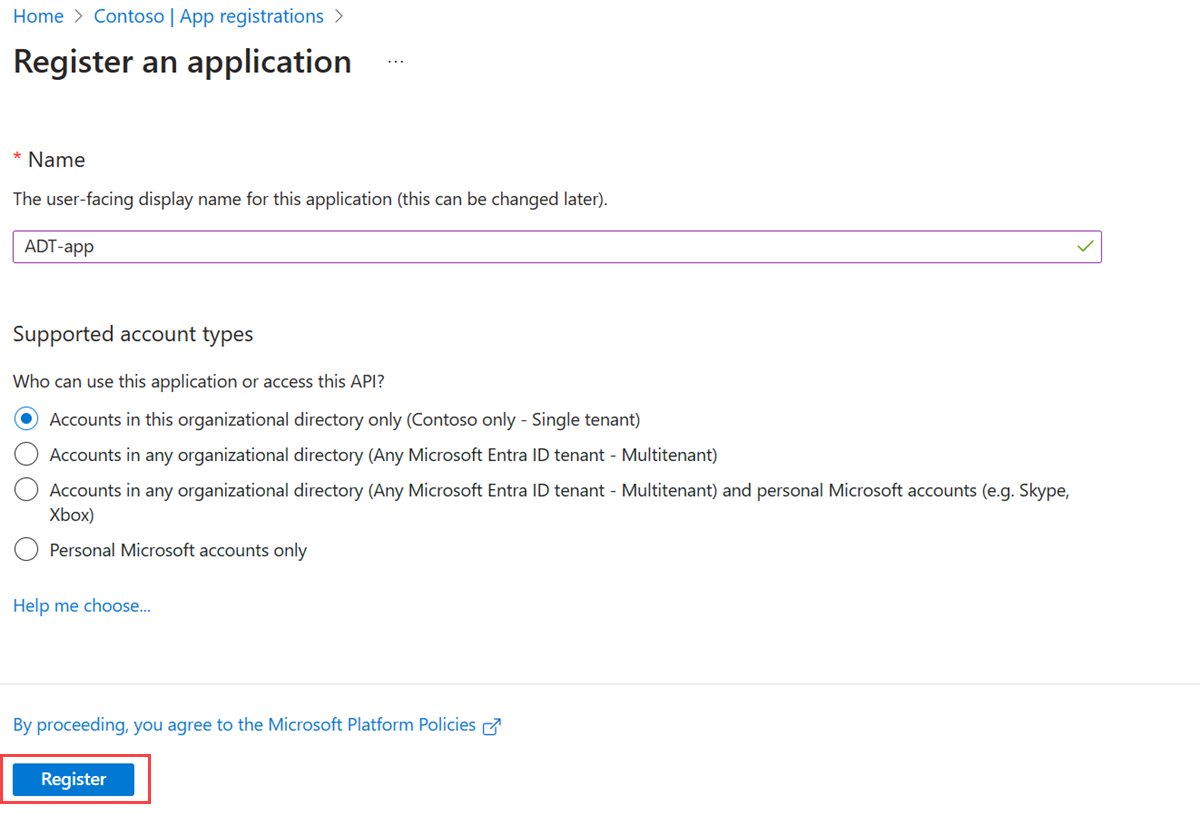 Home > Contoso | App registrations >
Register an application ...
* Name
The user-facing display name for this application (this can be changed later).
ADT-app
Supported account types
Who can use this application or access this API?
Accounts in this organizational directory only (Contoso only - Single tenant)
Accounts in any organizational directory (Any Microsoft Entra ID tenant - Multitenant)
Accounts in any organizational directory (Any Microsoft Entra ID tenant - Multitenant) and personal Microsoft accounts (e.g. Skype,
Xbox)
Personal Microsoft accounts only
Help me choose...
By proceeding, you agree to the Microsoft Platform Policies
Register